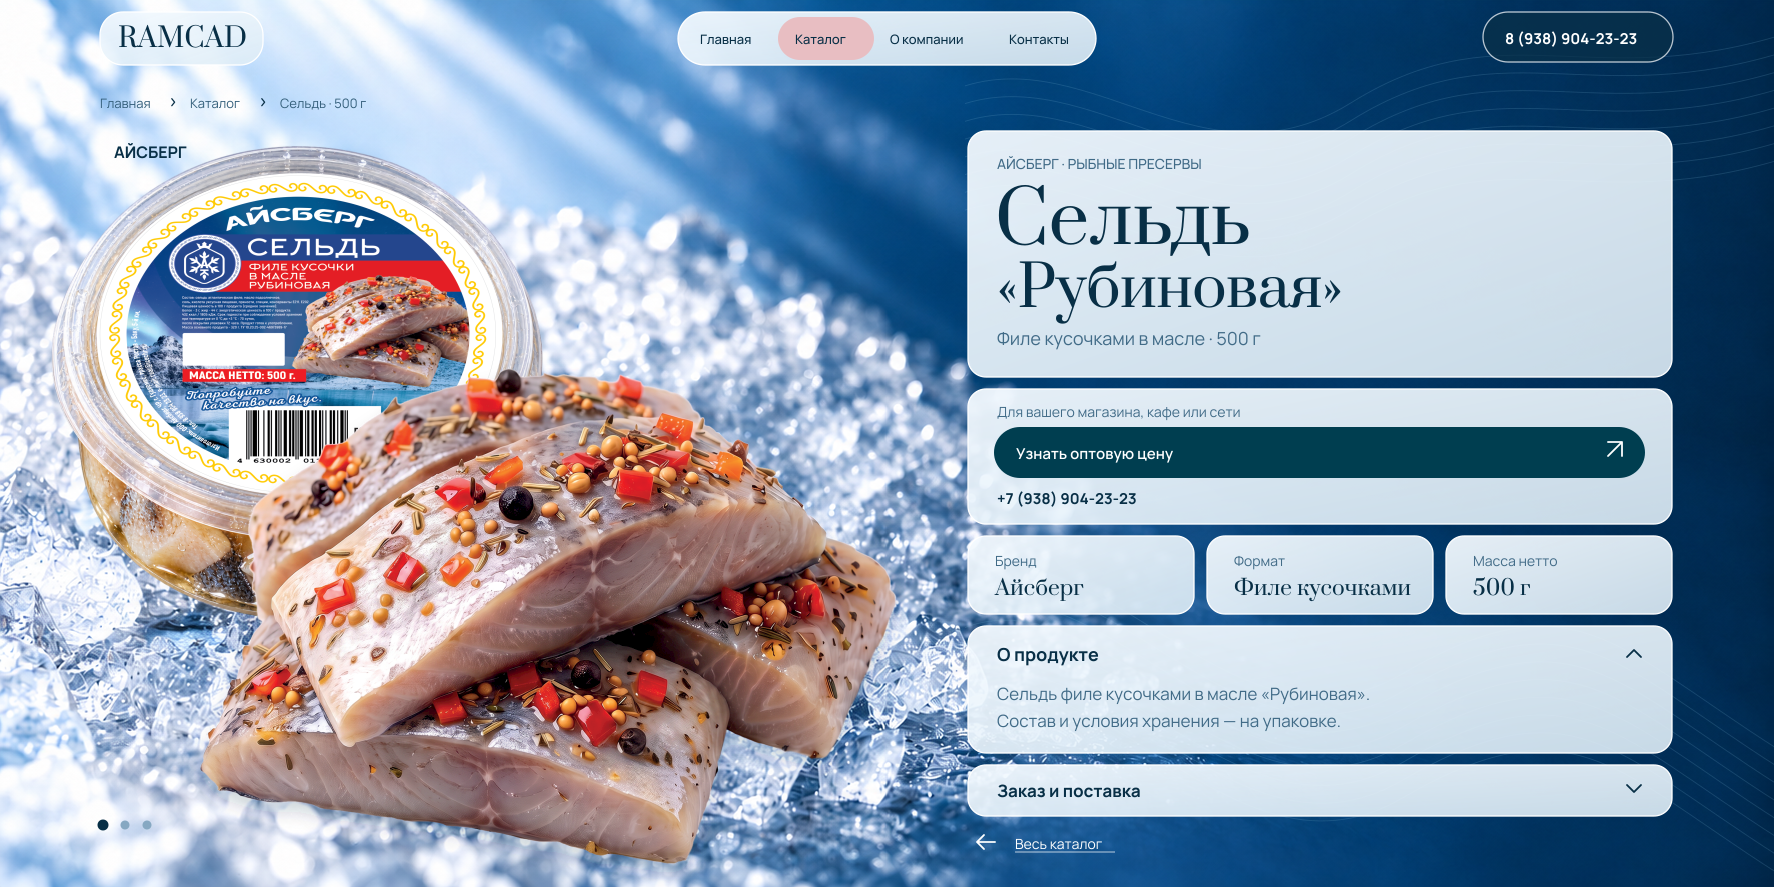 RAMCAD
Главная
Каталог
О компании
Контакты
8 (938) 904-23-23
Главная › Каталог › Сельдь · 500 г
АЙСБЕРГ
АЙСБЕРГ
СЕЛЬДЬ
ФИЛЕ КУСОЧКИ
В МАСЛЕ
РУБИНОВАЯ
МАССА НЕТТО: 500 г.
Попробуйте
качество на вкус.
4 630002 01
АЙСБЕРГ · РЫБНЫЕ ПРЕСЕРВЫ
Сельдь
«Рубиновая»
Филе кусочками в масле · 500 г
Для вашего магазина, кафе или сети
Узнать оптовую цену
+7 (938) 904-23-23
Бренд
Айсберг
Формат
Филе кусочками
Масса нетто
500 г
О продукте
Сельдь филе кусочками в масле «Рубиновая».
Состав и условия хранения — на упаковке.
Заказ и поставка
Весь каталог